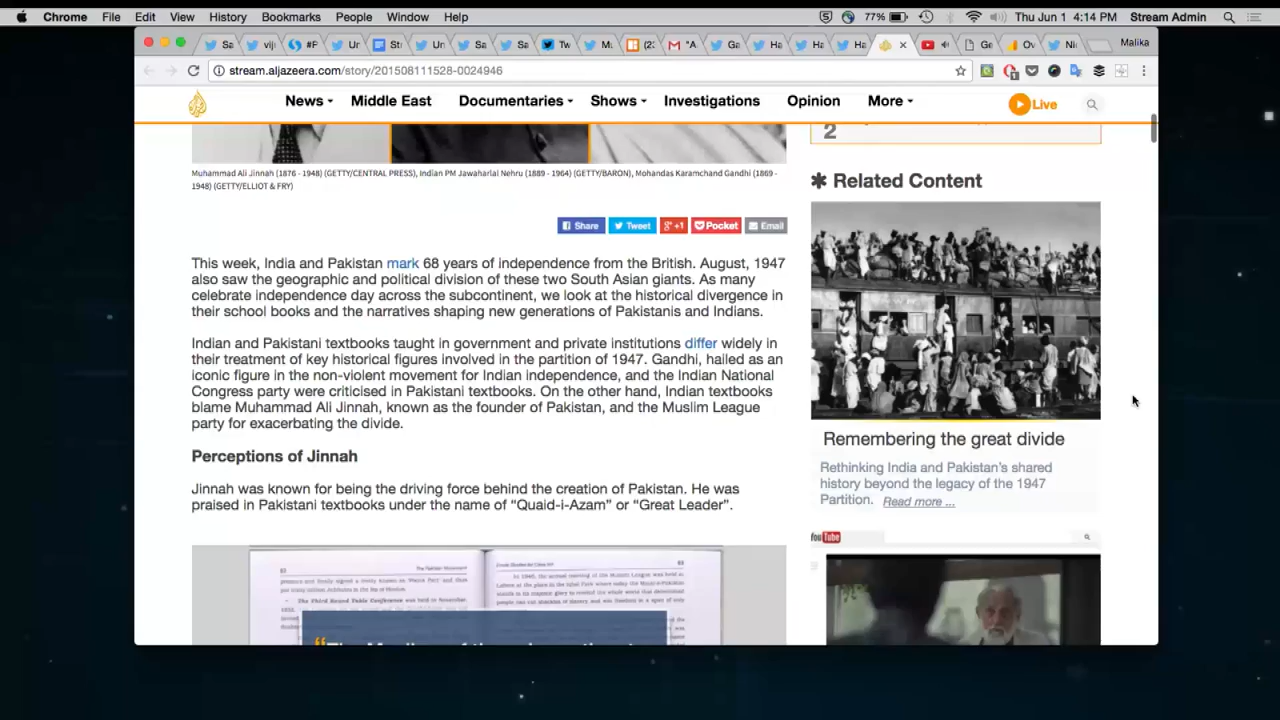 Chrome File Edit View History Bookmarks People Window Help 77% Thu Jun 1 4:14 PM Stream Admin
Malika
stream.aljazeera.com/story/201508111528-0024946
News Middle East Documentaries Shows Investigations Opinion More Live
2
Muhammad Ali Jinnah (1876 - 1948) (GETTY/CENTRAL PRESS), Indian PM Jawaharlal Nehru (1889 - 1964) (GETTY/BARON), Mohandas Karamchand Gandhi (1869 -
1948) (GETTY/ELLIOT & FRY)
Share Tweet +1 Pocket Email
This week, India and Pakistan mark 68 years of independence from the British. August, 1947
also saw the geographic and political division of these two South Asian giants. As many
celebrate independence day across the subcontinent, we look at the historical divergence in
their school books and the narratives shaping new generations of Pakistanis and Indians.
Indian and Pakistani textbooks taught in government and private institutions differ widely in
their treatment of key historical figures involved in the partition of 1947. Gandhi, hailed as an
iconic figure in the non-violent movement for Indian independence, and the Indian National
Congress party were criticised in Pakistani textbooks. On the other hand, Indian textbooks
blame Muhammad Ali Jinnah, known as the founder of Pakistan, and the Muslim League
party for exacerbating the divide.
Perceptions of Jinnah
Jinnah was known for being the driving force behind the creation of Pakistan. He was
praised in Pakistani textbooks under the name of “Quaid-i-Azam” or “Great Leader”.
✱ Related Content
Remembering the great divide
Rethinking India and Pakistan's shared
history beyond the legacy of the 1947
Partition. Read more ...
YouTube